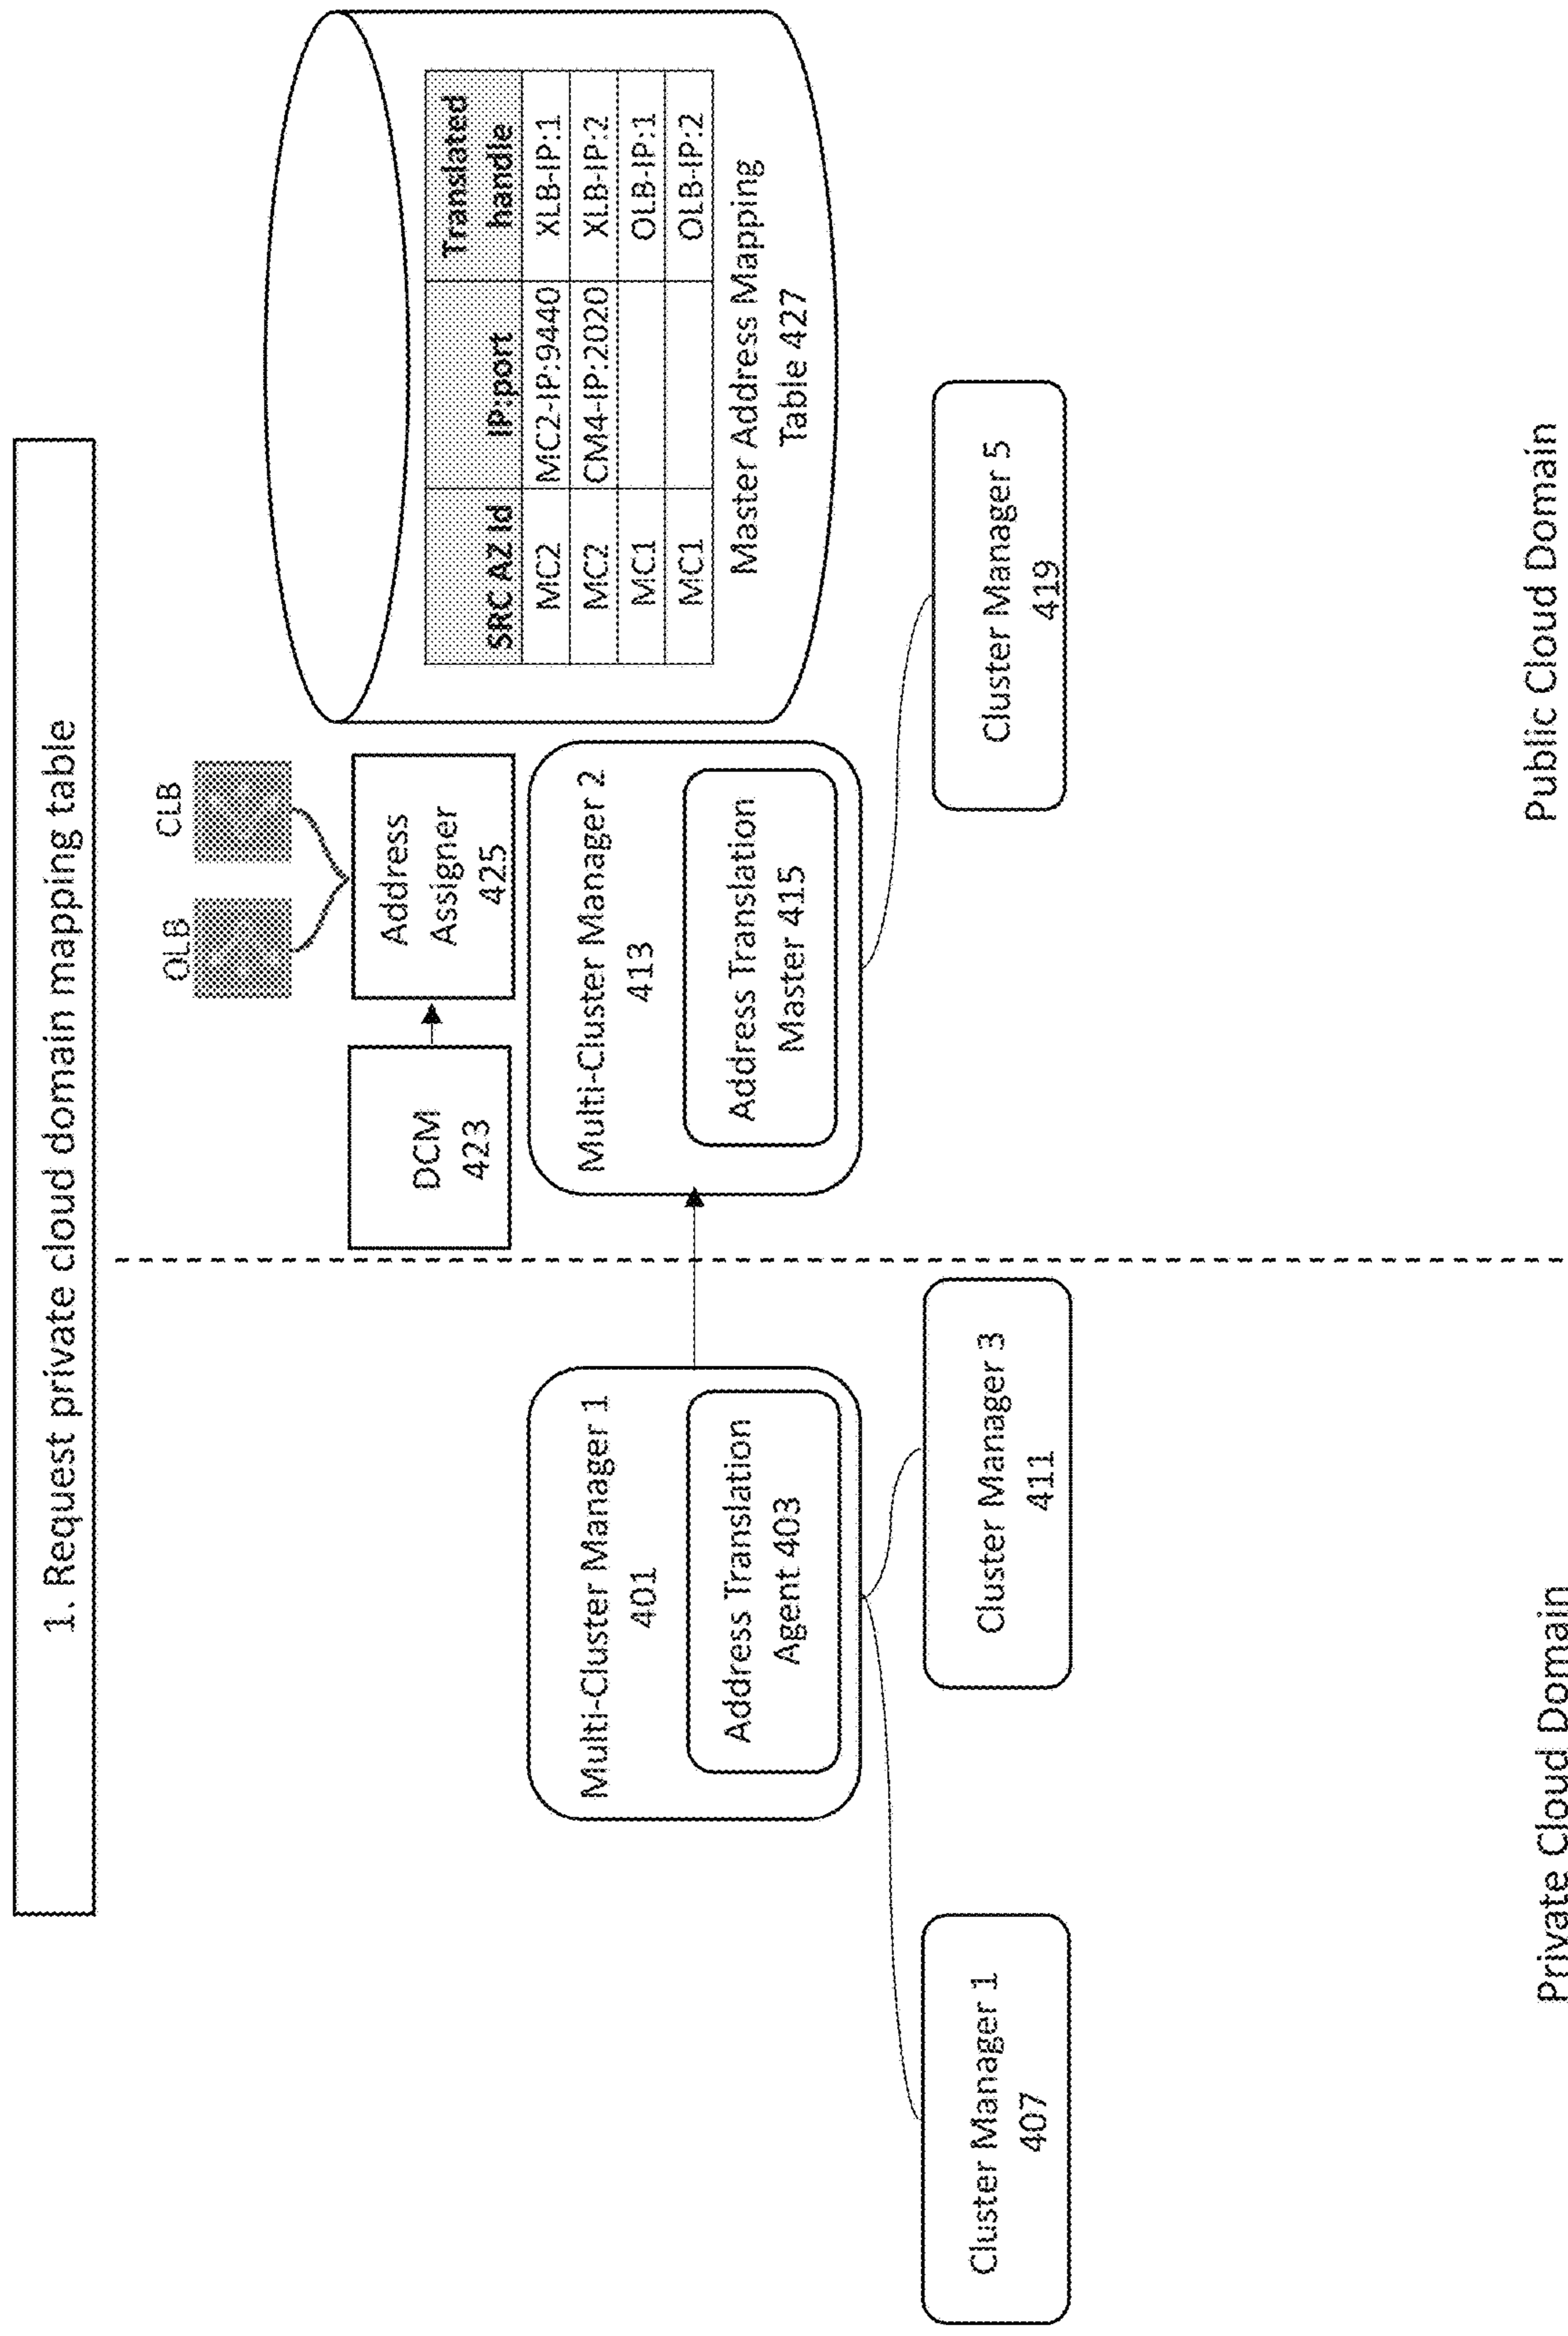 1. Request private cloud domain mapping table
OLB
CLB
DCM
423
Address
Assigner
425
Multi-Cluster Manager 1
401
Address Translation
Agent 403
Multi-Cluster Manager 2
413
Address Translation
Master 415
SRC AZ Id IP:port Translated handle
MC2 MC2-IP:9440 XLB-IP:1
MC2 CM4-IP:2020 XLB-IP:2
MC1 OLB-IP:1
MC1 OLB-IP:2
Master Address Mapping
Table 427
Cluster Manager 1
407
Cluster Manager 3
411
Cluster Manager 5
419
Private Cloud Domain
Public Cloud Domain